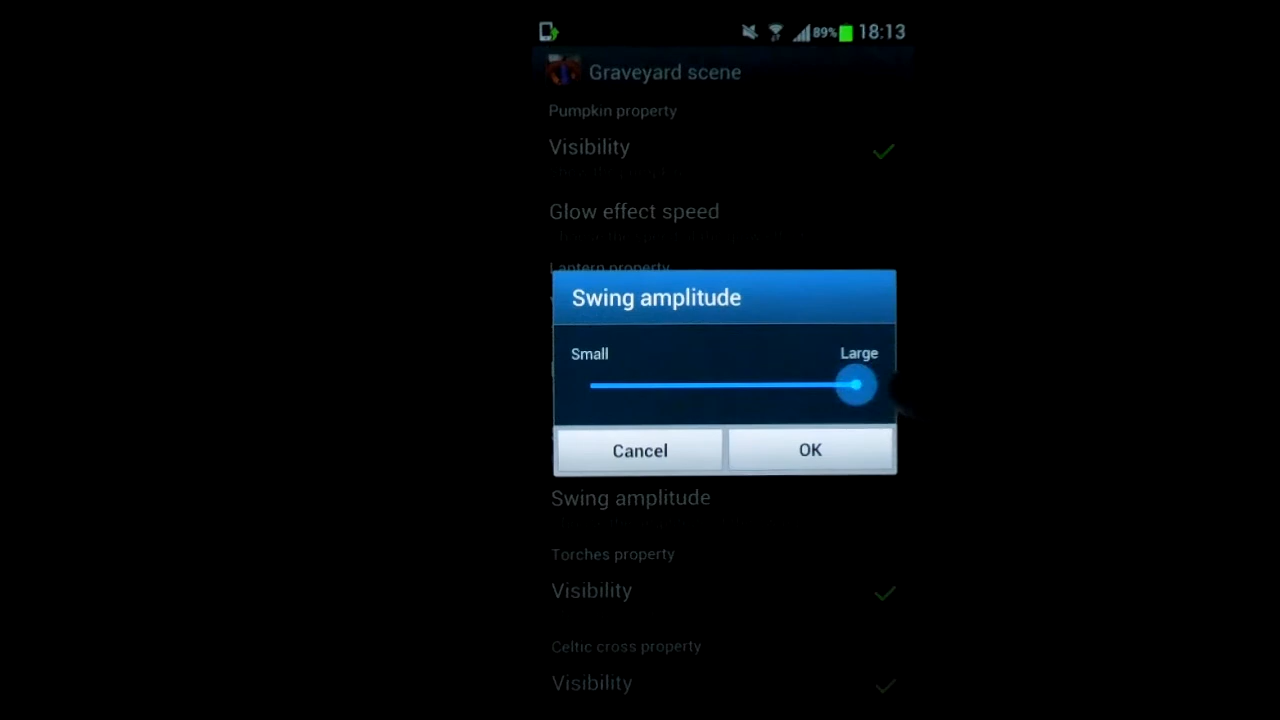 89% 18:13
Graveyard scene
Pumpkin property
Visibility
Glow effect speed
Lantern property
Swing amplitude
Small Large
Cancel OK
Swing amplitude
Torches property
Visibility
Celtic cross property
Visibility